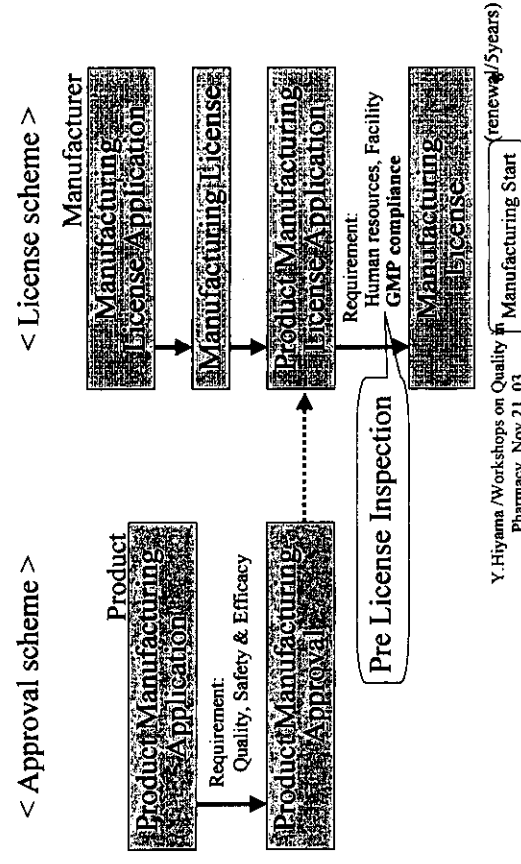 < Approval scheme >
Product
Product Manufacturing
Application
Requirement:
Quality, Safety & Efficacy
Product Manufacturing
Approval
< License scheme >
Manufacturer
Manufacturing
License Application
Manufacturing License
Product Manufacturing
License Application
Requirement:
Human resources, Facility
GMP compliance
Pre License Inspection
Manufacturing
License
(renewal/5years)
Manufacturing Start
Y.Hiyama /Workshops on Quality in
Pharmacy, Nov 21, 03